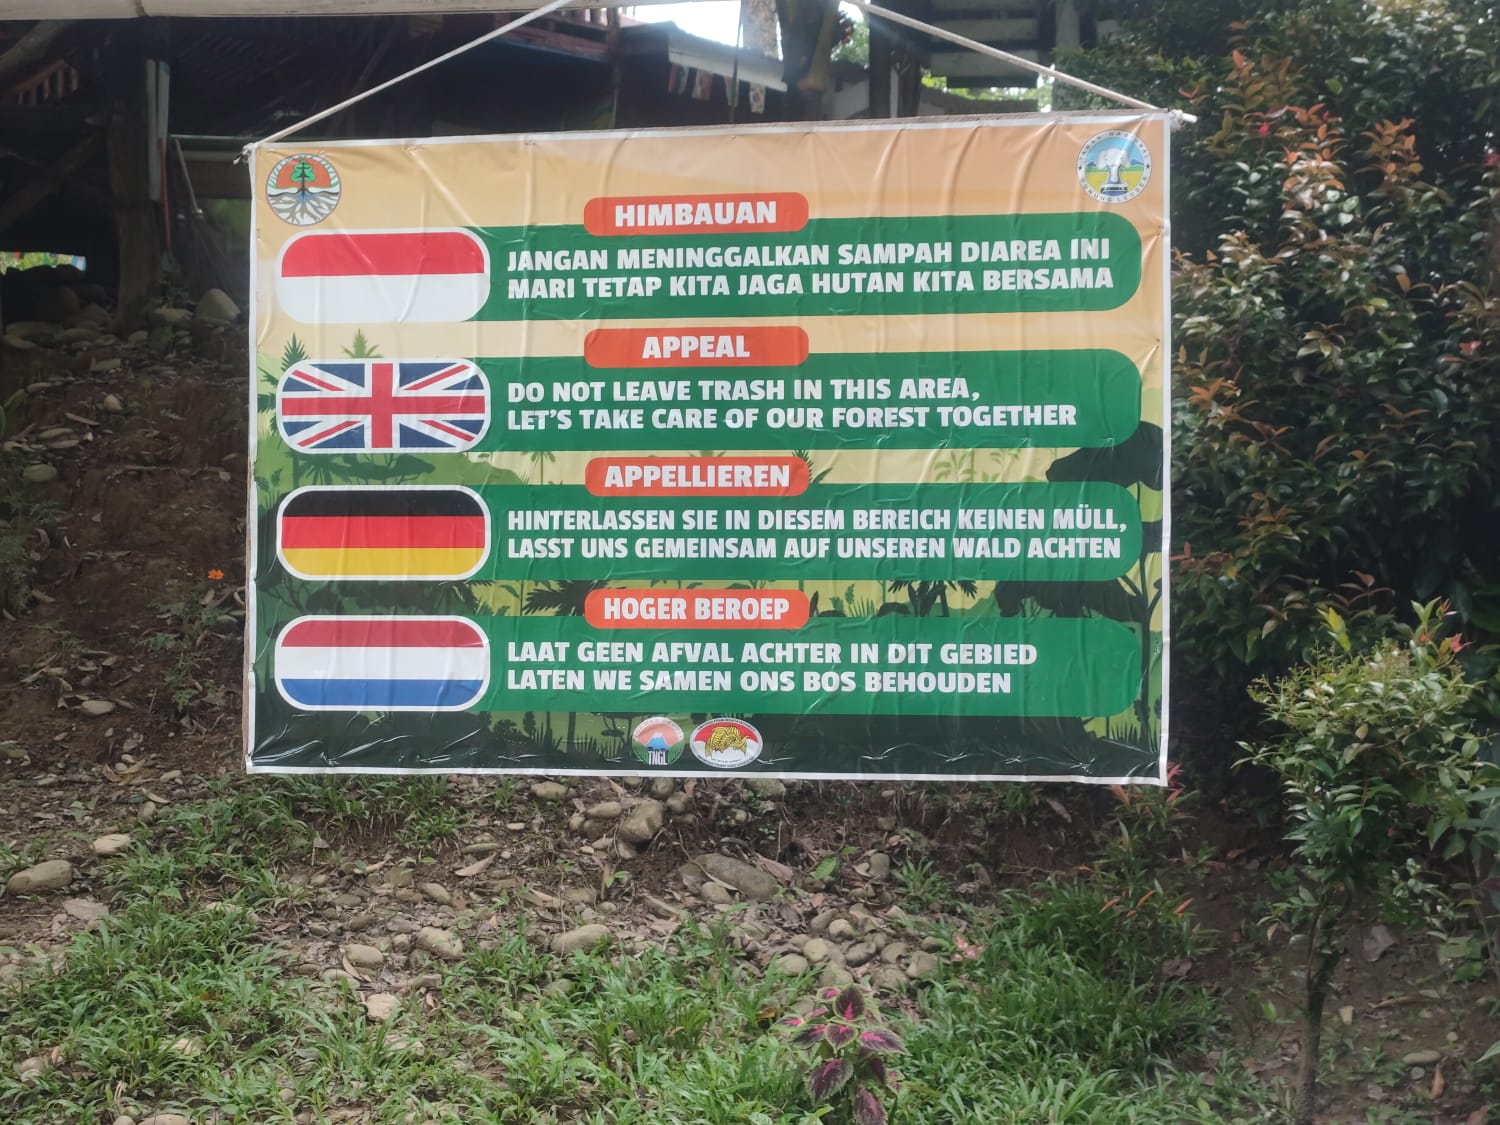 HIMBAUAN
JANGAN MENINGGALKAN SAMPAH DIAREA INI
MARI TETAP KITA JAGA HUTAN KITA BERSAMA
APPEAL
DO NOT LEAVE TRASH IN THIS AREA,
LET'S TAKE CARE OF OUR FOREST TOGETHER
APPELLIEREN
HINTERLASSEN SIE IN DIESEM BEREICH KEINEN MÜLL,
LASST UNS GEMEINSAM AUF UNSEREN WALD ACHTEN
HOGER BEROEP
LAAT GEEN AFVAL ACHTER IN DIT GEBIED
LATEN WE SAMEN ONS BOS BEHOUDEN
TNGL